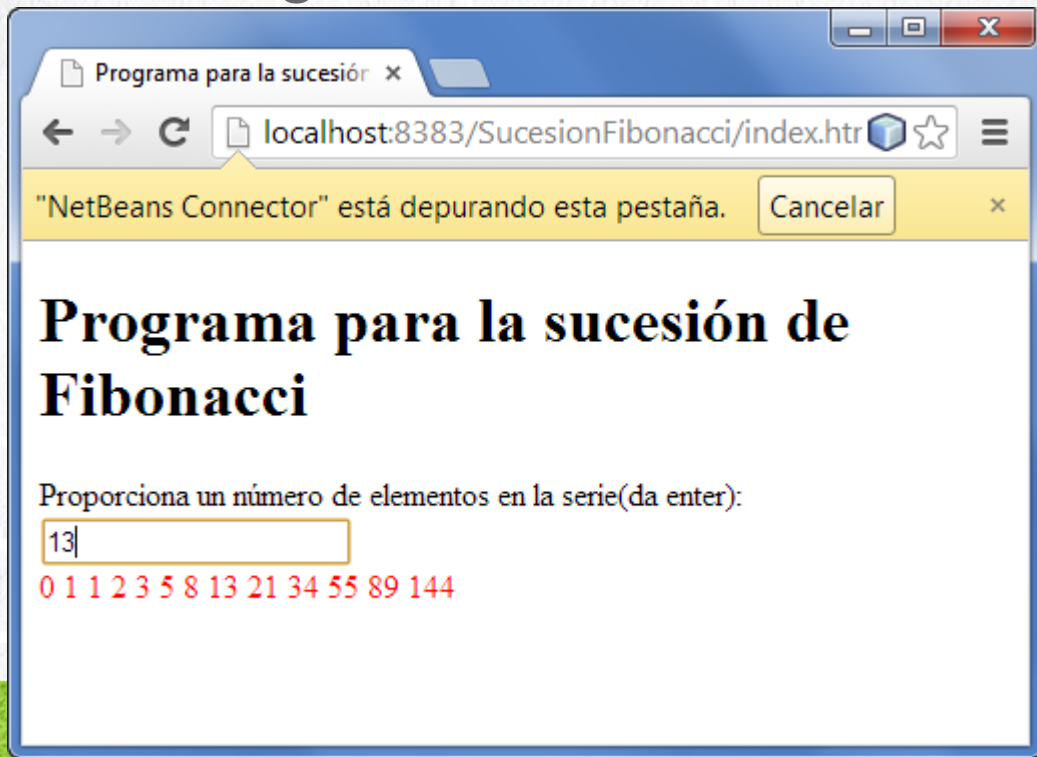 Programa para la sucesión
localhost:8383/SucesionFibonacci/index.htr
"NetBeans Connector" está depurando esta pestaña. Cancelar
Programa para la sucesión de
Fibonacci
Proporciona un número de elementos en la serie(da enter):
13
0 1 1 2 3 5 8 13 21 34 55 89 144